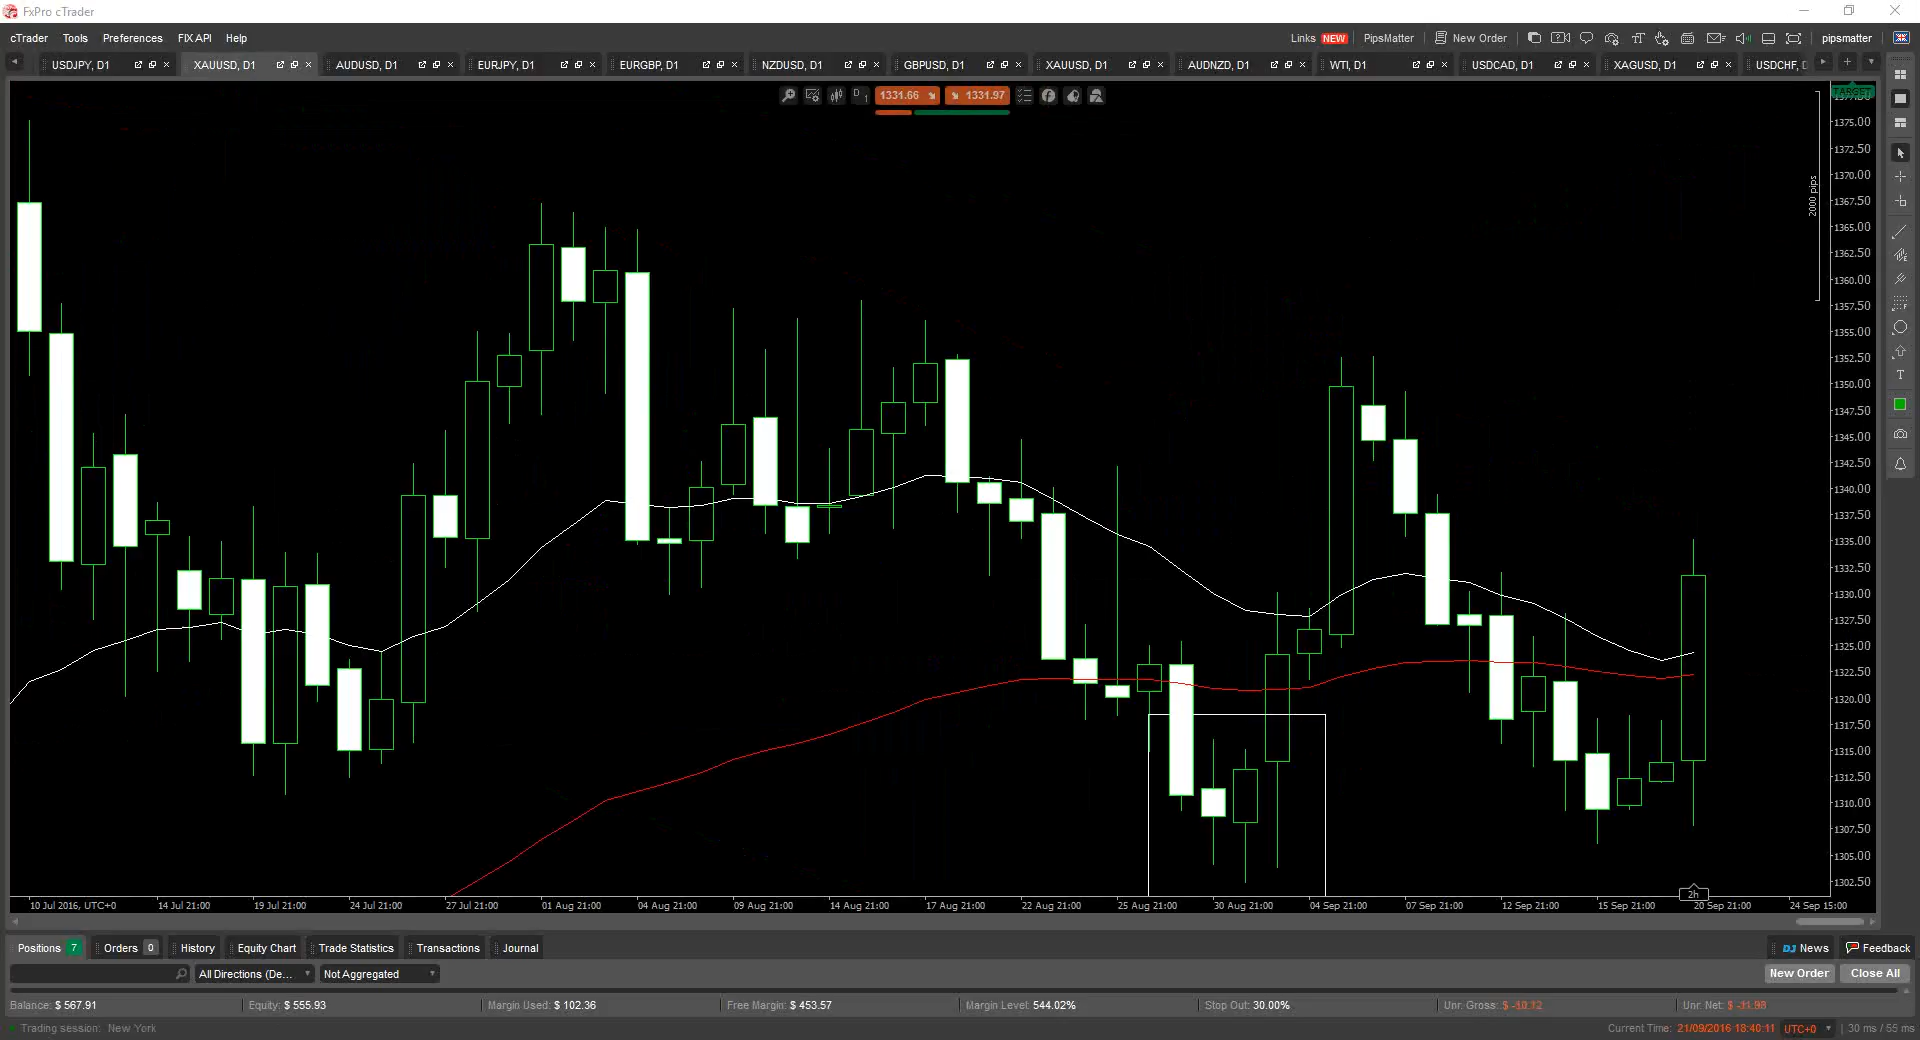 FxPro cTrader
cTrader Tools Preferences FIX API Help Links NEW PipsMatter New Order pipsmatter
USDJPY, D1 XAUUSD, D1 AUDUSD, D1 EURJPY, D1 EURGBP, D1 NZDUSD, D1 GBPUSD, D1 XAUUSD, D1 AUDNZD, D1 WTI, D1 USDCAD, D1 XAGUSD, D1 USDCHF,
D 1 1331.66 1331.97
TARGET
1375.00
1372.50
1370.00
2000 pips
1367.50
1365.00
1362.50
1360.00
1357.50
1355.00
1352.50
1350.00
1347.50
1345.00
1342.50
1340.00
1337.50
1335.00
1332.50
1330.00
1327.50
1325.00
1322.50
1320.00
1317.50
1315.00
1312.50
1310.00
1307.50
1305.00
1302.50
2h
10 Jul 2016, UTC+0 14 Jul 21:00 19 Jul 21:00 24 Jul 21:00 27 Jul 21:00 01 Aug 21:00 04 Aug 21:00 09 Aug 21:00 14 Aug 21:00 17 Aug 21:00 22 Aug 21:00 25 Aug 21:00 30 Aug 21:00 04 Sep 21:00 07 Sep 21:00 12 Sep 21:00 15 Sep 21:00 20 Sep 21:00 24 Sep 15:00
Positions 7 Orders 0 History Equity Chart Trade Statistics Transactions Journal DJ News Feedback
All Directions (De... Not Aggregated New Order Close All
Balance: $ 567.91 Equity: $ 555.93 Margin Used: $ 102.36 Free Margin: $ 453.57 Margin Level: 544.02% Stop Out: 30.00% Unr. Gross: $ -10.12 Unr. Net: $ -11.98
Trading session: New York Current Time: 21/09/2016 18:40:11 UTC+0 30 ms / 55 ms